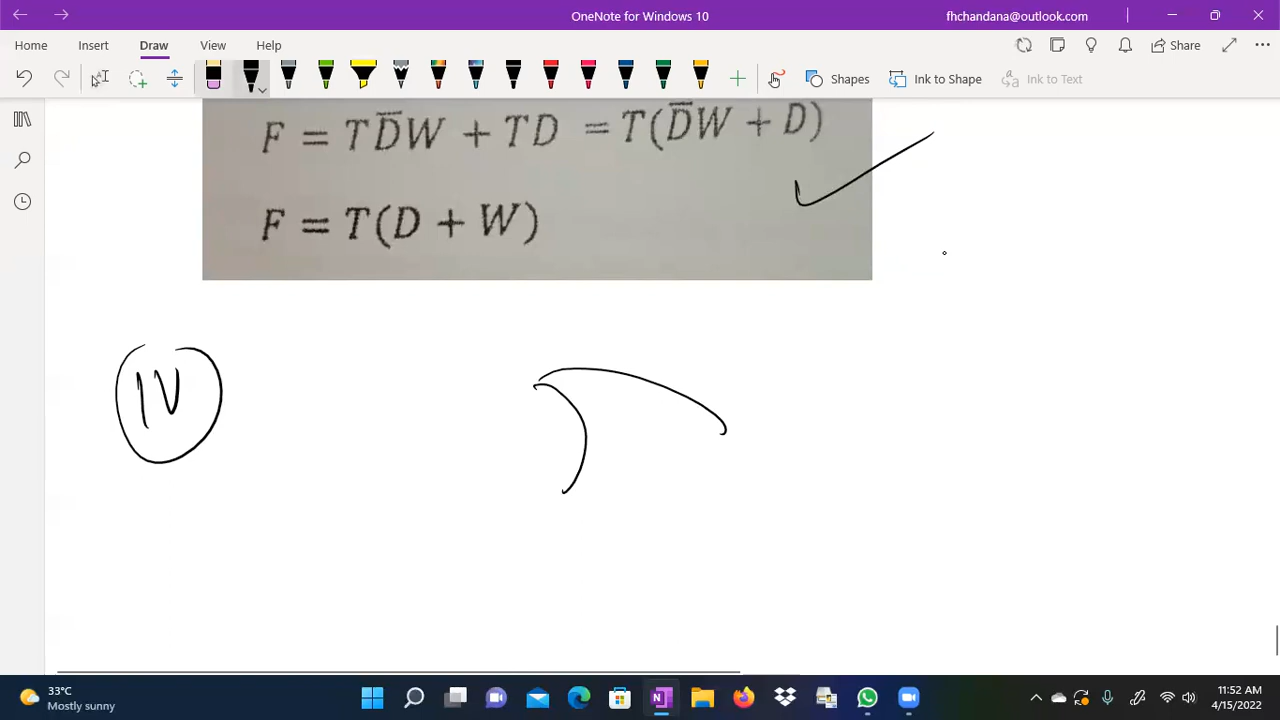 OneNote for Windows 10
fhchandana@outlook.com
Home Insert Draw View Help
Share
Shapes
Ink to Shape
Ink to Text
F = TD̅W + TD = T(D̅W + D)
F = T(D + W)
IV
33°C
Mostly sunny
11:52 AM
4/15/2022